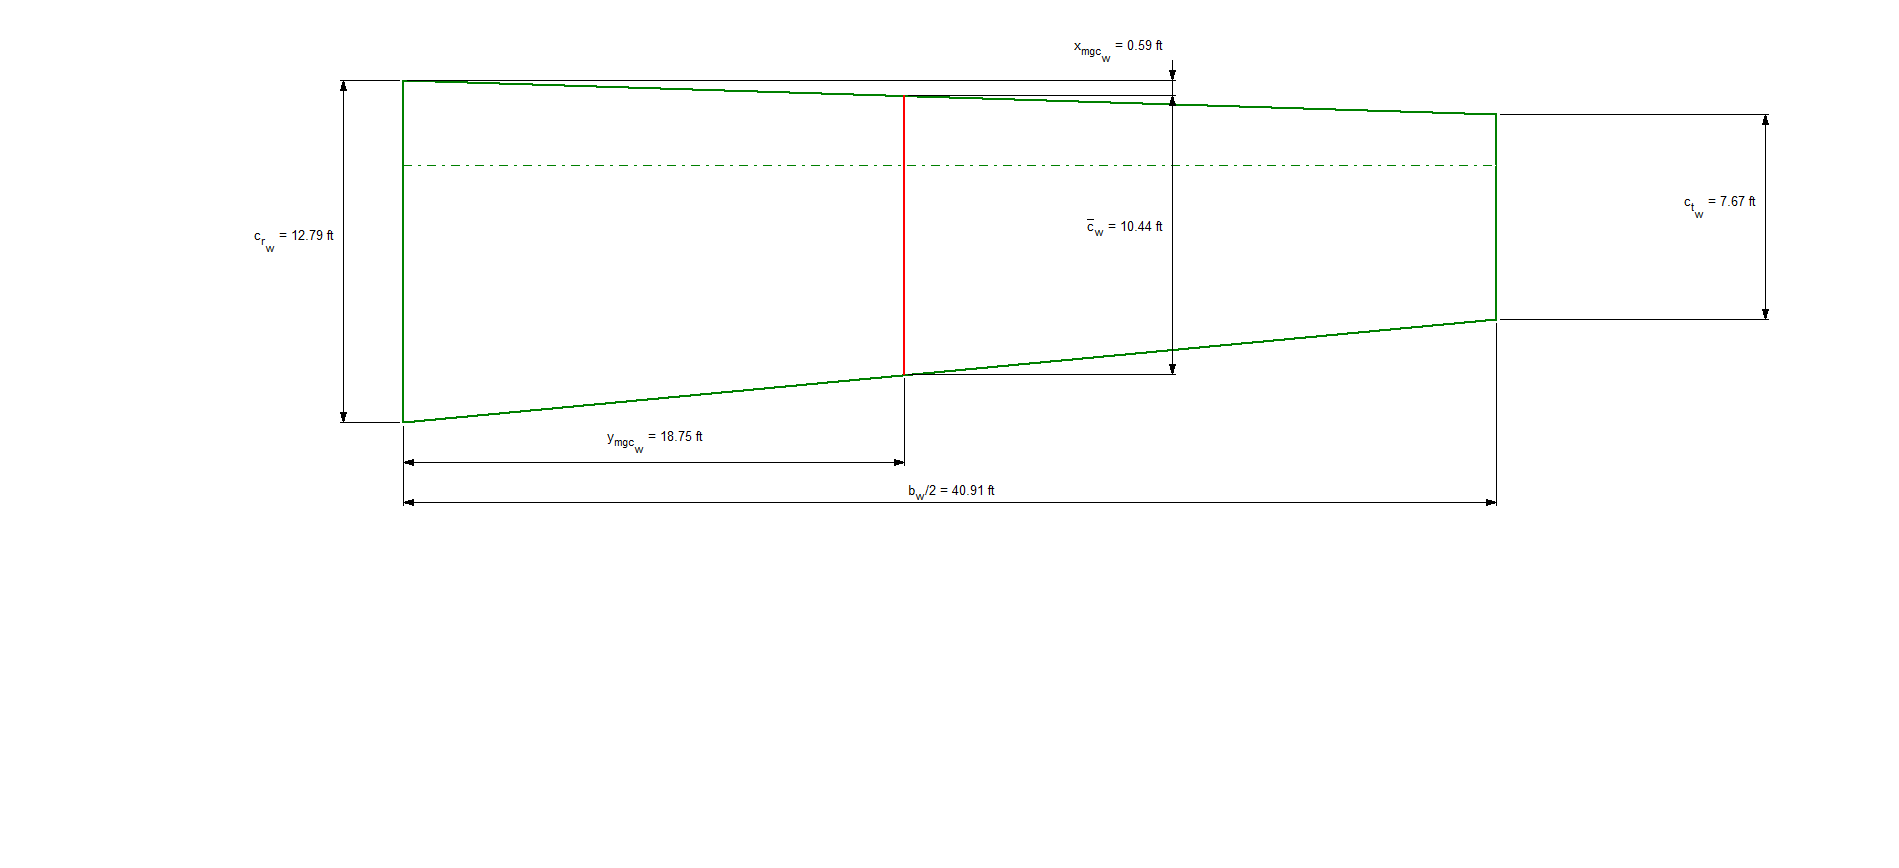 x_mgc_w = 0.59 ft
c_t_w = 7.67 ft
c̄_w = 10.44 ft
c_r_w = 12.79 ft
y_mgc_w = 18.75 ft
b_w/2 = 40.91 ft